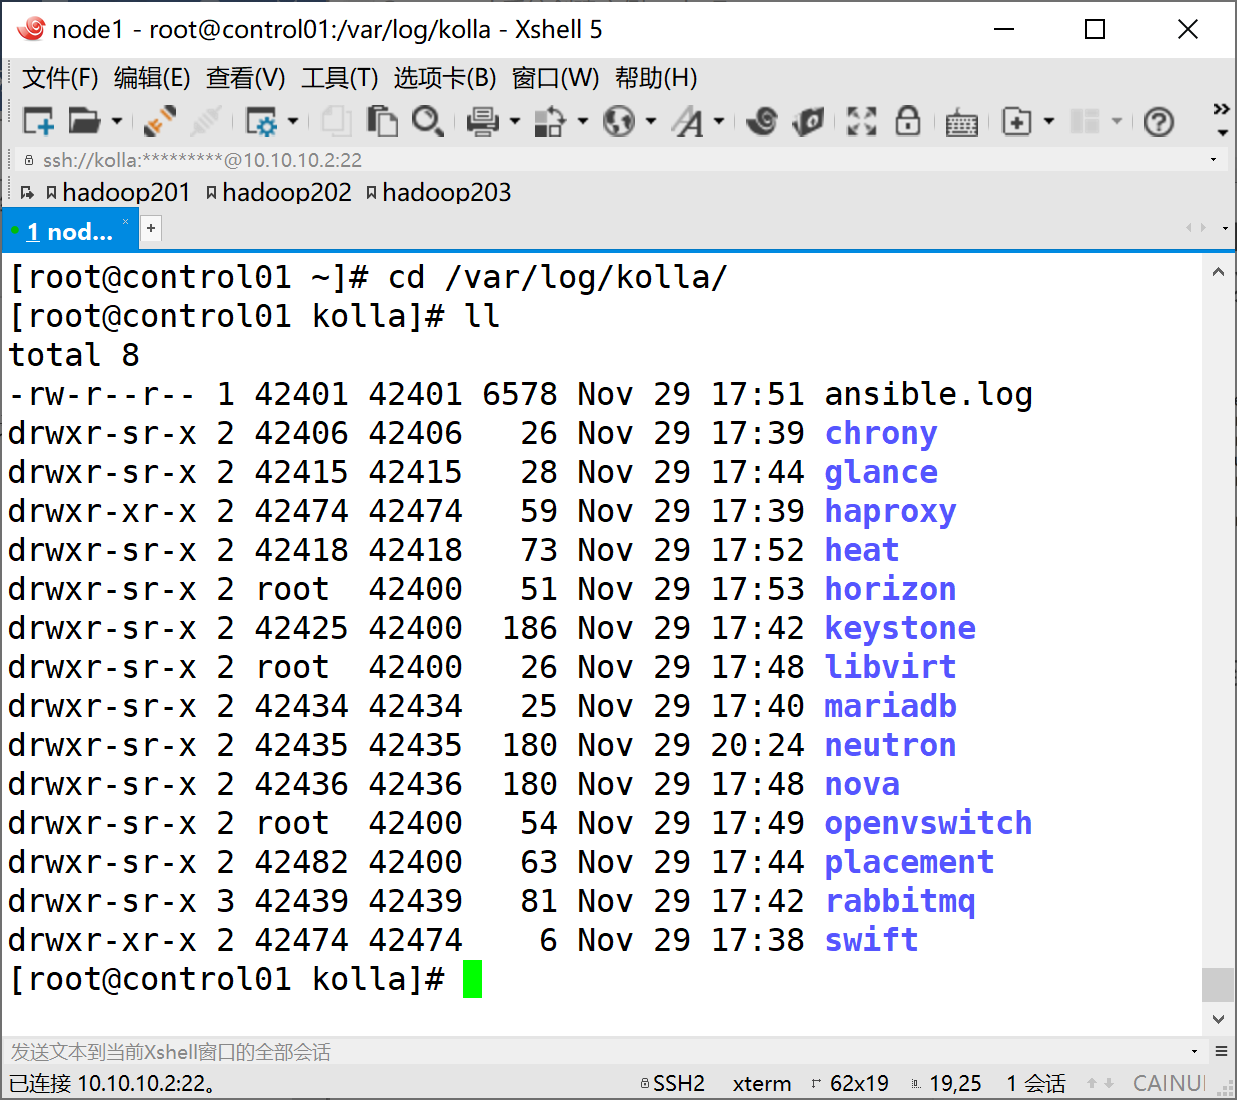 node1 - root@control01:/var/log/kolla - Xshell 5
文件(F) 编辑(E) 查看(V) 工具(T) 选项卡(B) 窗口(W) 帮助(H)
ssh://kolla:*********@10.10.10.2:22
hadoop201 hadoop202 hadoop203
1 nod... × +
[root@control01 ~]# cd /var/log/kolla/
[root@control01 kolla]# ll
total 8
-rw-r--r-- 1 42401 42401 6578 Nov 29 17:51 ansible.log
drwxr-sr-x 2 42406 42406   26 Nov 29 17:39 chrony
drwxr-sr-x 2 42415 42415   28 Nov 29 17:44 glance
drwxr-xr-x 2 42474 42474   59 Nov 29 17:39 haproxy
drwxr-sr-x 2 42418 42418   73 Nov 29 17:52 heat
drwxr-sr-x 2 root  42400   51 Nov 29 17:53 horizon
drwxr-sr-x 2 42425 42400  186 Nov 29 17:42 keystone
drwxr-sr-x 2 root  42400   26 Nov 29 17:48 libvirt
drwxr-sr-x 2 42434 42434   25 Nov 29 17:40 mariadb
drwxr-sr-x 2 42435 42435  180 Nov 29 20:24 neutron
drwxr-sr-x 2 42436 42436  180 Nov 29 17:48 nova
drwxr-sr-x 2 root  42400   54 Nov 29 17:49 openvswitch
drwxr-sr-x 2 42482 42400   63 Nov 29 17:44 placement
drwxr-sr-x 3 42439 42439   81 Nov 29 17:42 rabbitmq
drwxr-xr-x 2 42474 42474    6 Nov 29 17:38 swift
[root@control01 kolla]#
发送文本到当前Xshell窗口的全部会话
已连接 10.10.10.2:22。 SSH2 xterm 62x19 19,25 1 会话